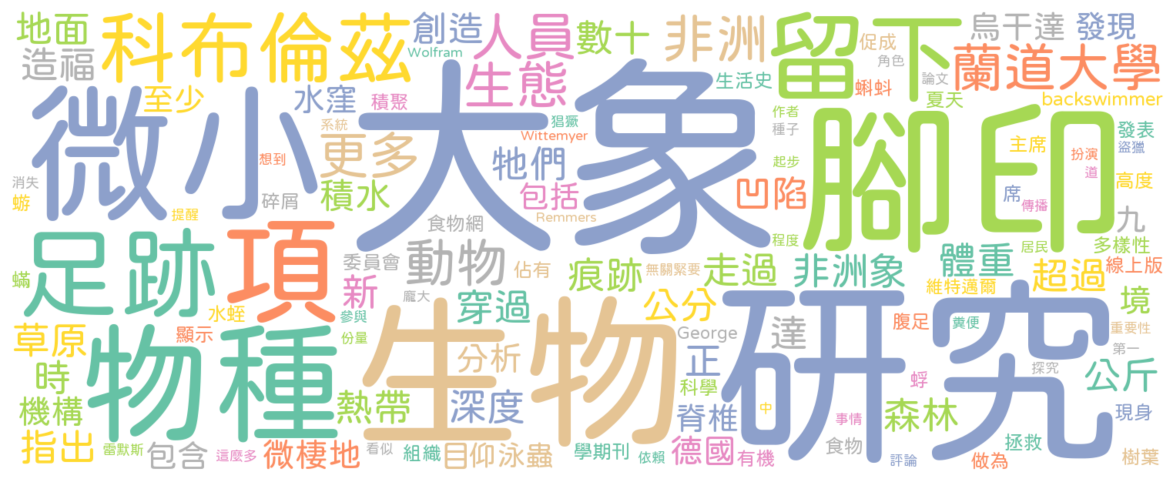 地面
科布倫茲
創造
人員
數十
非洲
留下
烏干達
發現
造福
Wolfram
生態
促成
角色
蘭道大學
至少
水窪
積聚
生活史
蝌蚪
論文
夏天
backswimmer
微小
大象
腳印
系統
猖獗
Wittemyer
作者
種子
發表
盜獵
主席
扮演
想到
更多
牠們
起步
道
消失
蝣
碎屑
積水
包括
凹陷
席
高度
提醒
食物網
Remmers
傳播
九
足跡
項
委員會
動物
佔有
痕跡
無關緊要
走過
程度
非洲象
體重
居民
多樣性
超過
線上版
蟎
新
龐大
穿過
公分
維特邁爾
境
水蛭
參與
George
達
腹足
糞便
重要性
草原
顯示
份量
物種
生物
研究
分析
正
第一
時
科學
蜉
探究
公斤
機構
熱帶
深度
脊椎
中
事情
森林
現身
指出
雷默斯
包含
這麼多
微棲地
看似
組織
目仰泳蟲
學期刊
依賴
德國
有機
食物
評論
做為
拯救
樹葉